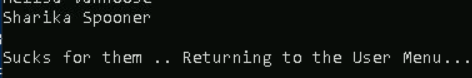 Sharika Spooner
Sucks for them .. Returning to the User Menu...